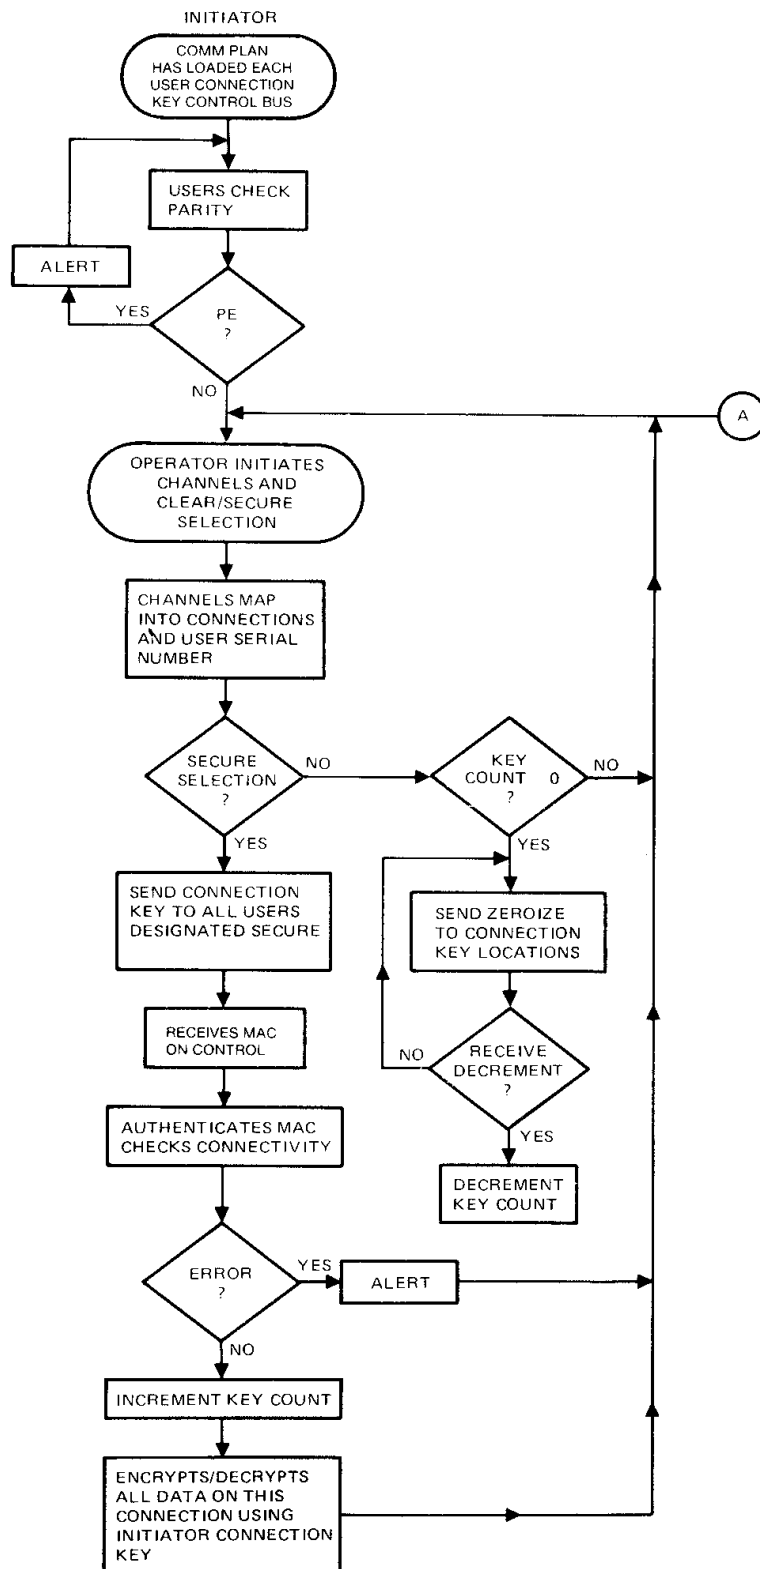 INITIATOR
COMM PLAN
HAS LOADED EACH
USER CONNECTION
KEY CONTROL BUS
USERS CHECK
PARITY
ALERT
YES
PE
?
NO
A
OPERATOR INITIATES
CHANNELS AND
CLEAR/SECURE
SELECTION
CHANNELS MAP
INTO CONNECTIONS
AND USER SERIAL
NUMBER
SECURE
SELECTION
?
NO
YES
KEY
COUNT 0
?
NO
YES
SEND CONNECTION
KEY TO ALL USERS
DESIGNATED SECURE
SEND ZEROIZE
TO CONNECTION
KEY LOCATIONS
RECEIVES MAC
ON CONTROL
NO
RECEIVE
DECREMENT
?
YES
AUTHENTICATES MAC
CHECKS CONNECTIVITY
DECREMENT
KEY COUNT
ERROR
?
YES
ALERT
NO
INCREMENT KEY COUNT
ENCRYPTS/DECRYPTS
ALL DATA ON THIS
CONNECTION USING
INITIATOR CONNECTION
KEY